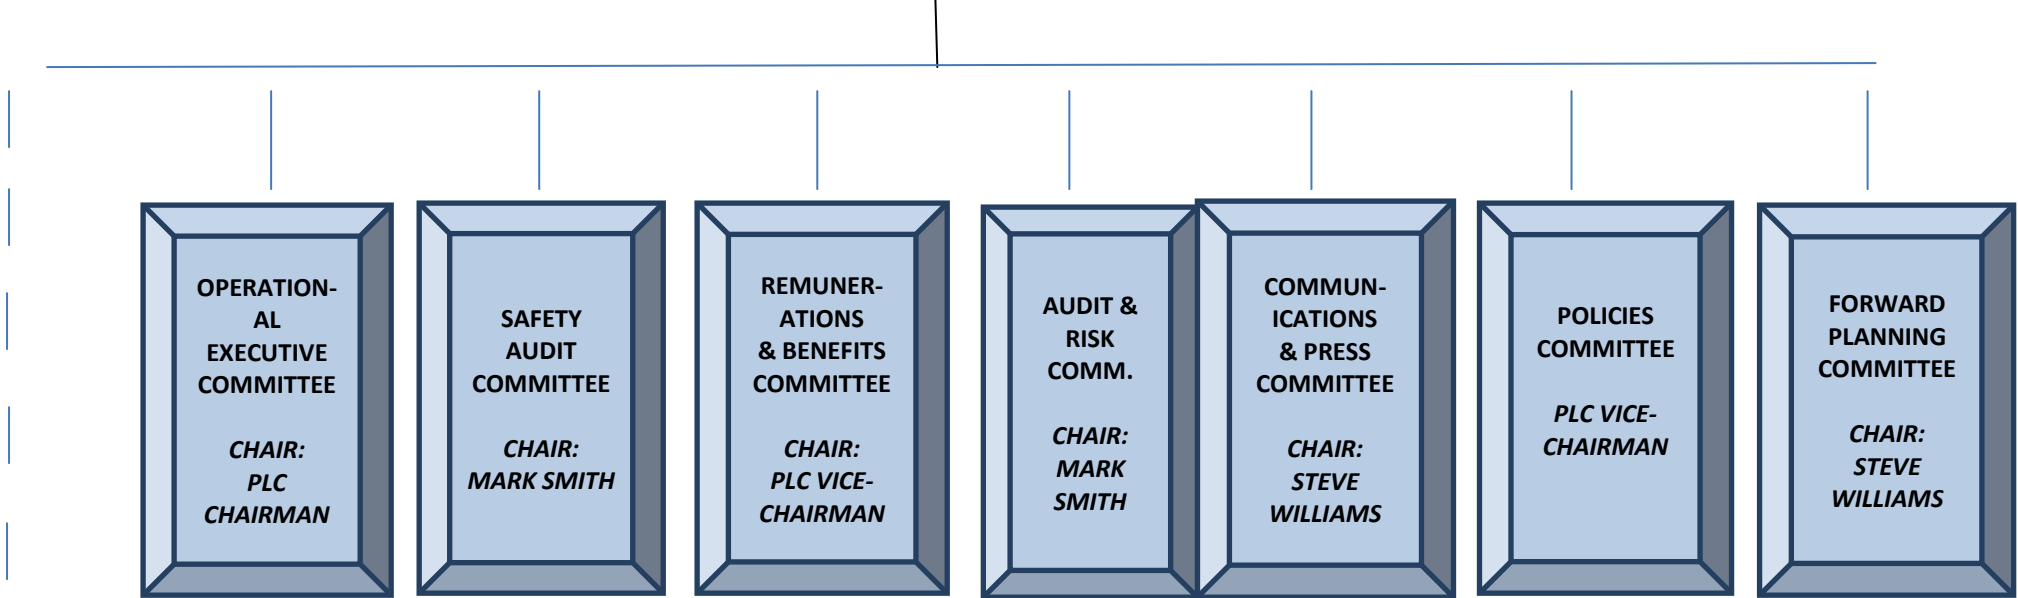 OPERATION-
AL
EXECUTIVE
COMMITTEE
CHAIR:
PLC
CHAIRMAN
SAFETY
AUDIT
COMMITTEE
CHAIR:
MARK SMITH
REMUNER-
ATIONS
& BENEFITS
COMMITTEE
CHAIR:
PLC VICE-
CHAIRMAN
AUDIT &
RISK
COMM.
CHAIR:
MARK
SMITH
COMMUN-
ICATIONS
& PRESS
COMMITTEE
CHAIR:
STEVE
WILLIAMS
POLICIES
COMMITTEE
PLC VICE-
CHAIRMAN
FORWARD
PLANNING
COMMITTEE
CHAIR:
STEVE
WILLIAMS